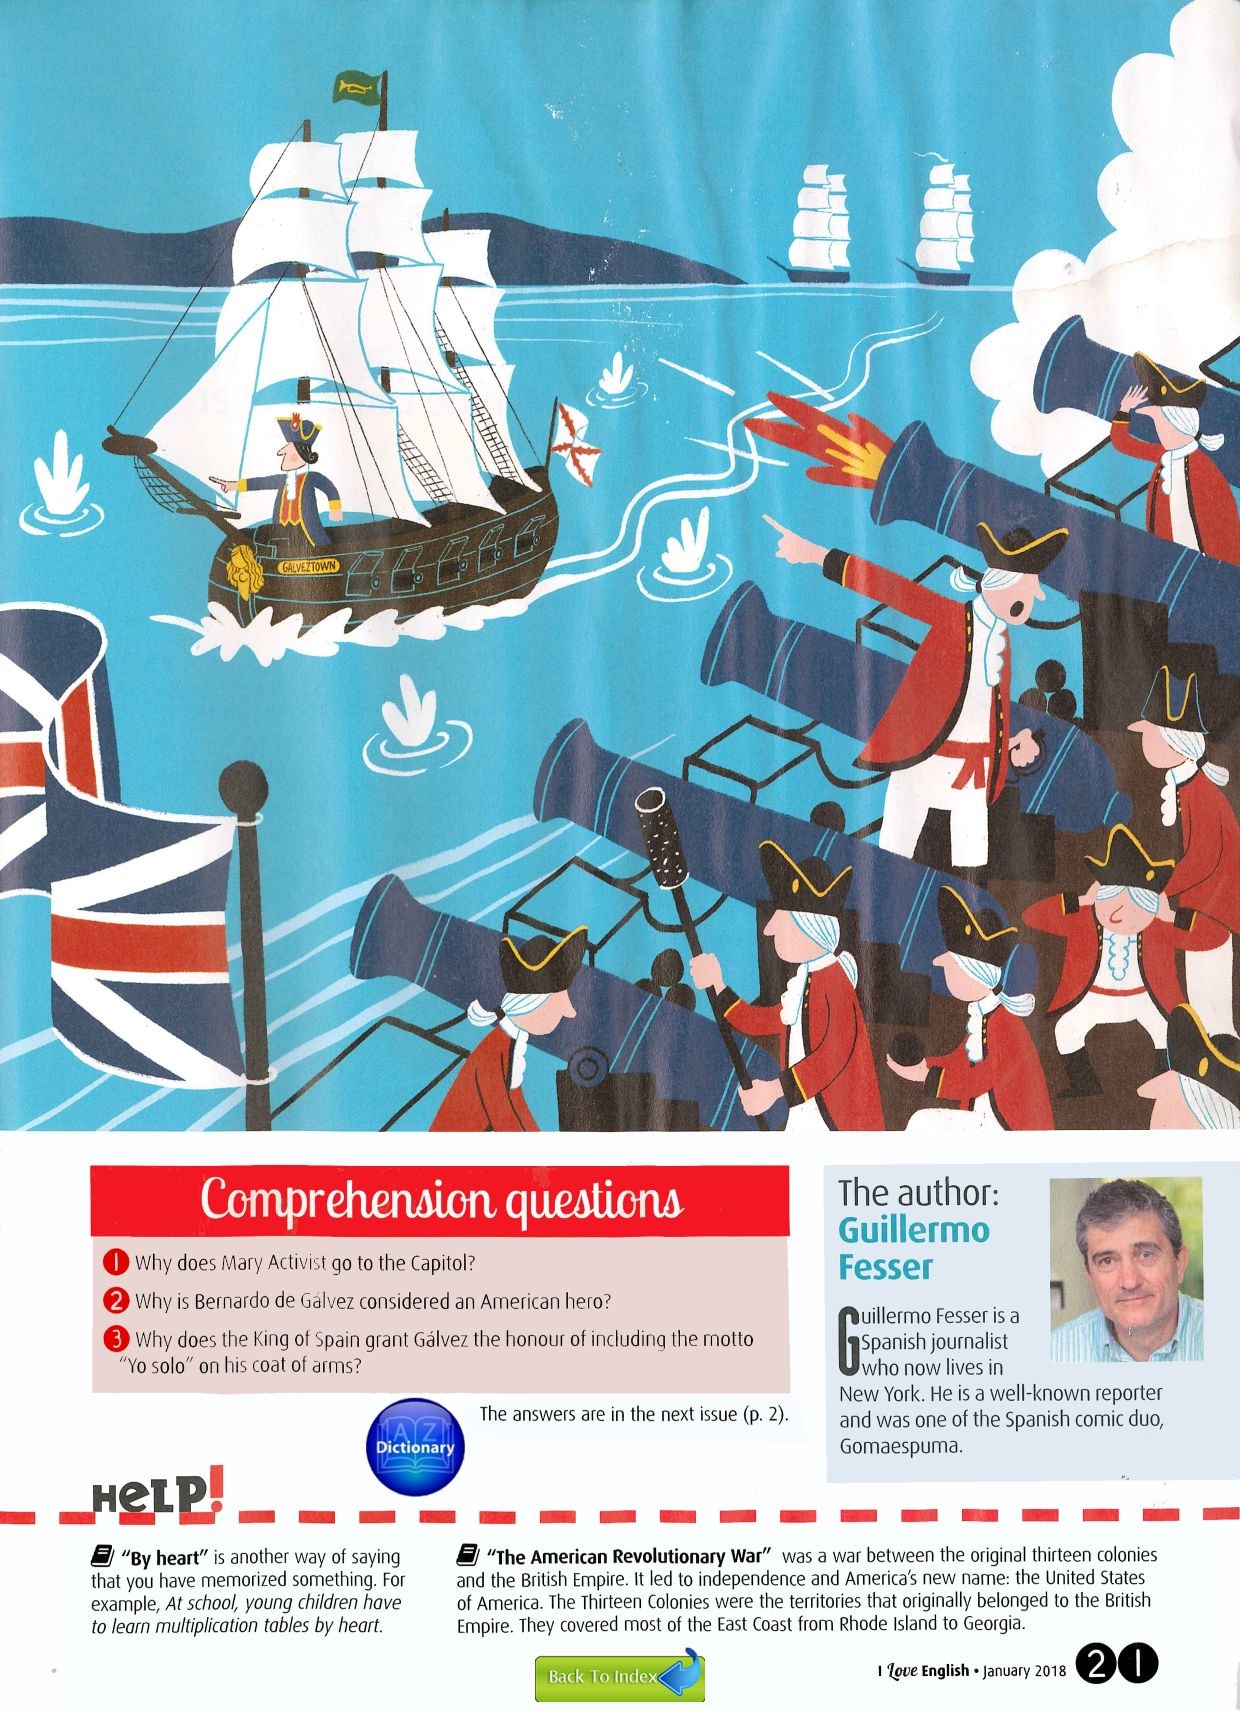 GALVEZTOWN
Comprehension questions
1 Why does Mary Activist go to the Capitol?
2 Why is Bernardo de Gálvez considered an American hero?
3 Why does the King of Spain grant Gálvez the honour of including the motto
"Yo solo" on his coat of arms?
The answers are in the next issue (p. 2).
A Z
Dictionary
The author:
Guillermo
Fesser
Guillermo Fesser is a
Spanish journalist
who now lives in
New York. He is a well-known reporter
and was one of the Spanish comic duo,
Gomaespuma.
HeLP!
"By heart" is another way of saying
that you have memorized something. For
example, At school, young children have
to learn multiplication tables by heart.
"The American Revolutionary War" was a war between the original thirteen colonies
and the British Empire. It led to independence and America's new name: the United States
of America. The Thirteen Colonies were the territories that originally belonged to the British
Empire. They covered most of the East Coast from Rhode Island to Georgia.
Back To Index
I Love English • January 2018 21